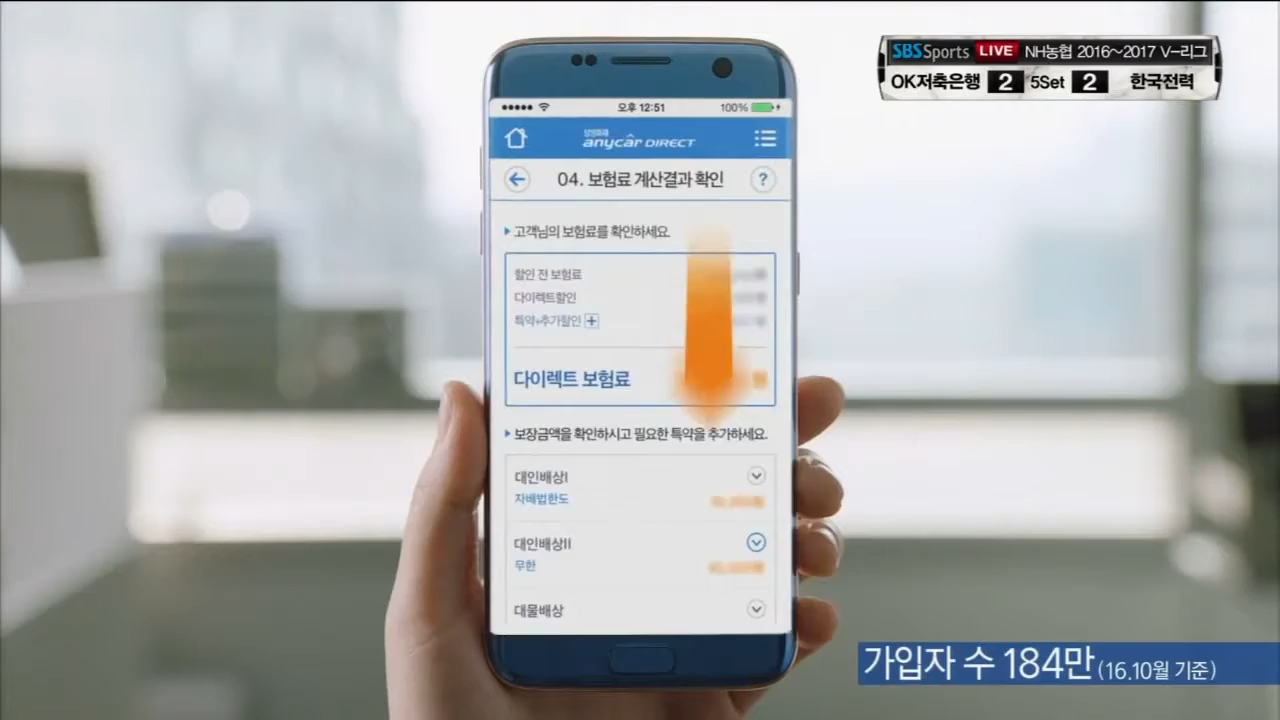 SBS Sports LIVE NH농협 2016~2017 V-리그
OK저축은행 2 5Set 2 한국전력
오후 12:51
100%
삼성화재
anycar DIRECT
04. 보험료 계산결과 확인
?
고객님의 보험료를 확인하세요.
할인 전 보험료
다이렉트할인
특약+추가할인 +
다이렉트 보험료
보장금액을 확인하시고 필요한 특약을 추가하세요.
대인배상I
자배법한도
대인배상II
무한
대물배상
가입자 수 184만 (16.10월 기준)